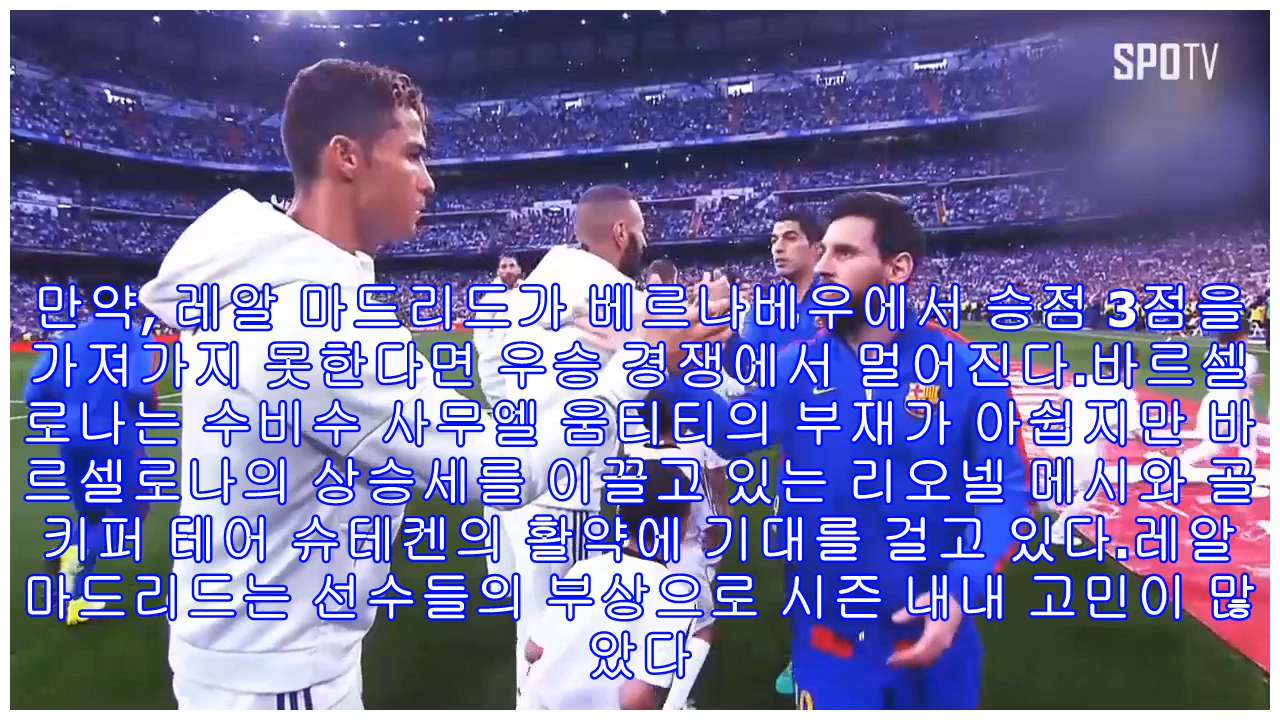 SPOTV
만약, 레알 마드리드가 베르나베우에서 승점 3점을
가져가지 못한다면 우승 경쟁에서 멀어진다.바르셀
로나는 수비수 사무엘 움티티의 부재가 아쉽지만 바
르셀로나의 상승세를 이끌고 있는 리오넬 메시와 골
키퍼 테어 슈테켄의 활약에 기대를 걸고 있다.레알
마드리드는 선수들의 부상으로 시즌 내내 고민이 많
았다